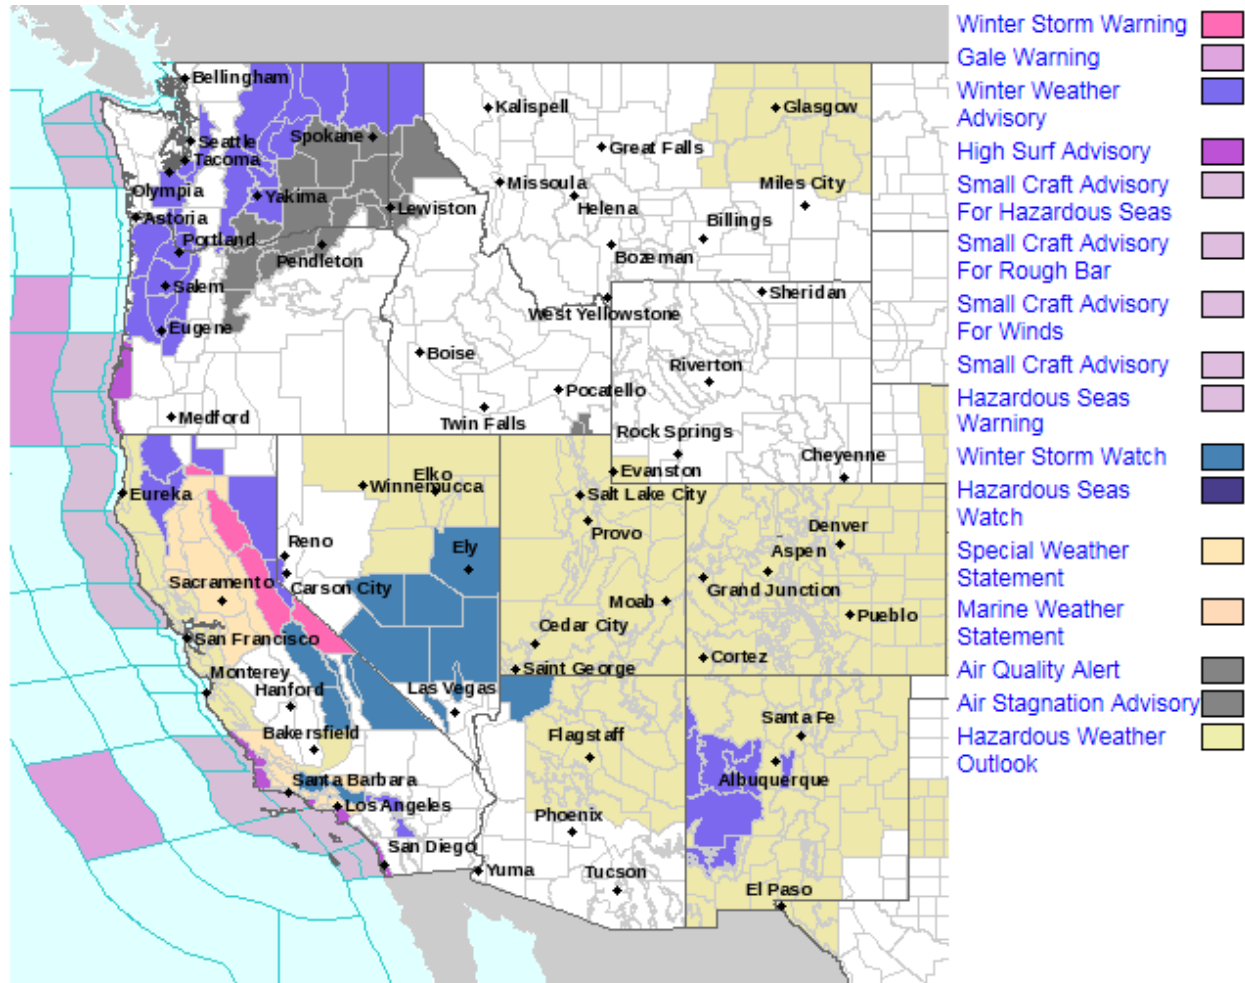 Bellingham
Kalispell
Glasgow
Seattle
Spokane
Tacoma
Great Falls
Olympia
Yakima
Missoula
Miles City
Astoria
Lewiston
Helena
Billings
Portland
Pendleton
Bozeman
Salem
Sheridan
West Yellowstone
Eugene
Boise
Riverton
Pocatello
Medford
Twin Falls
Rock Springs
Cheyenne
Evanston
Elko
Winnemucca
Eureka
Salt Lake City
Provo
Denver
Reno
Ely
Aspen
Sacramento
Carson City
Grand Junction
Moab
Pueblo
San Francisco
Cedar City
Cortez
Saint George
Monterey
Hanford
Las Vegas
Santa Fe
Bakersfield
Flagstaff
Albuquerque
Santa Barbara
Los Angeles
Phoenix
San Diego
Yuma
Tucson
El Paso
Winter Storm Warning
Gale Warning
Winter Weather
Advisory
High Surf Advisory
Small Craft Advisory
For Hazardous Seas
Small Craft Advisory
For Rough Bar
Small Craft Advisory
For Winds
Small Craft Advisory
Hazardous Seas
Warning
Winter Storm Watch
Hazardous Seas
Watch
Special Weather
Statement
Marine Weather
Statement
Air Quality Alert
Air Stagnation Advisory
Hazardous Weather
Outlook